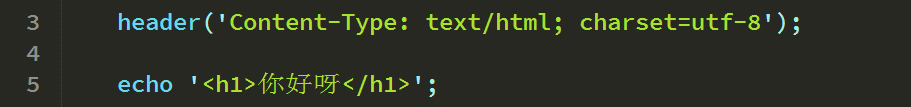 3 header('Content-Type: text/html; charset=utf-8');
4
5 echo '<h1>你好呀</h1>';